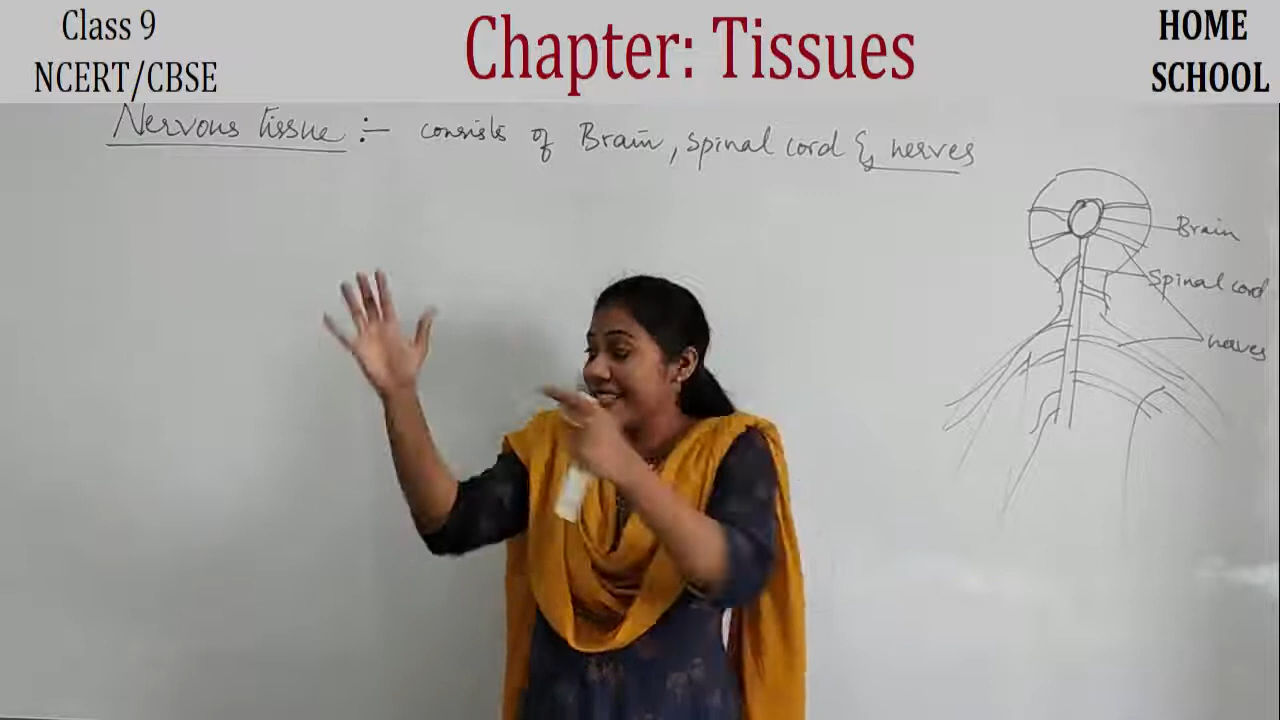 Class 9
NCERT/CBSE
Chapter: Tissues
HOME
SCHOOL
Nervous tissue :- consists of Brain, spinal cord & nerves
Brain
Spinal cord
nerves